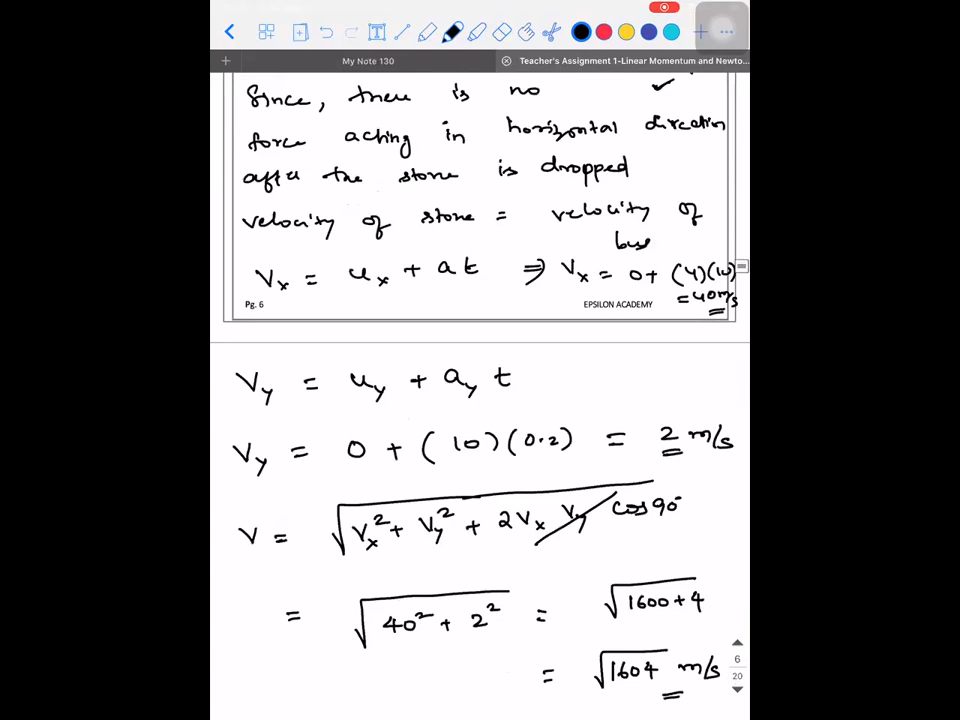 My Note 130
Teacher's Assignment 1-Linear Momentum and Newto...
Since, there is no
force acting in horizontal direction
after the stone is dropped
velocity of stone = velocity of
bus
Vx = ux + at ⇒ Vx = 0 + (4)(10)
= 40 m/s
Pg. 6 EPSILON ACADEMY
Vy = uy + ay t
Vy = 0 + (10)(0.2) = 2 m/s
V = √(Vx² + Vy² + 2Vx Vy cos 90°)
= √(40² + 2²) = √(1600+4)
= √1604 m/s
6
20